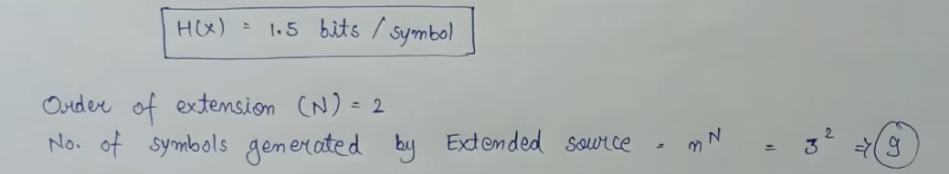 H(x) = 1.5 bits / symbol
Order of extension (N) = 2
No. of symbols generated by Extended source = m^N = 3^2 ⇒ 9